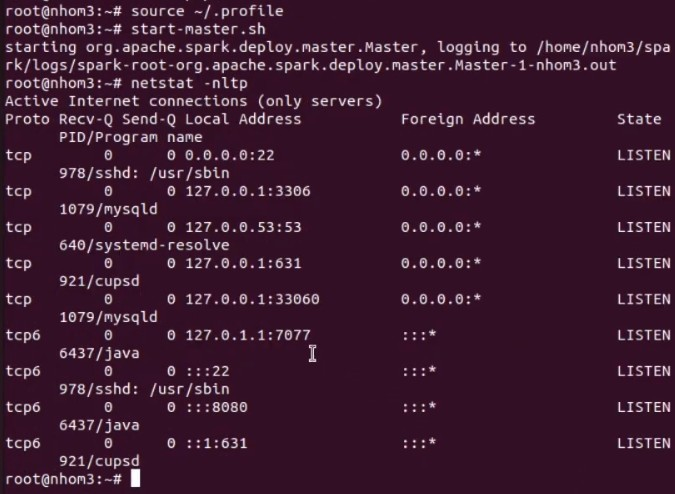 root@nhom3:~# source ~/.profile
root@nhom3:~# start-master.sh
starting org.apache.spark.deploy.master.Master, logging to /home/nhom3/spa
rk/logs/spark-root-org.apache.spark.deploy.master.Master-1-nhom3.out
root@nhom3:~# netstat -nltp
Active Internet connections (only servers)
Proto Recv-Q Send-Q Local Address           Foreign Address         State
      PID/Program name
tcp        0      0 0.0.0.0:22              0.0.0.0:*               LISTEN
      978/sshd: /usr/sbin
tcp        0      0 127.0.0.1:3306          0.0.0.0:*               LISTEN
      1079/mysqld
tcp        0      0 127.0.0.53:53           0.0.0.0:*               LISTEN
      640/systemd-resolve
tcp        0      0 127.0.0.1:631           0.0.0.0:*               LISTEN
      921/cupsd
tcp        0      0 127.0.0.1:33060         0.0.0.0:*               LISTEN
      1079/mysqld
tcp6       0      0 127.0.1.1:7077          :::*                    LISTEN
      6437/java
tcp6       0      0 :::22                   :::*                    LISTEN
      978/sshd: /usr/sbin
tcp6       0      0 :::8080                 :::*                    LISTEN
      6437/java
tcp6       0      0 ::1:631                 :::*                    LISTEN
      921/cupsd
root@nhom3:~#